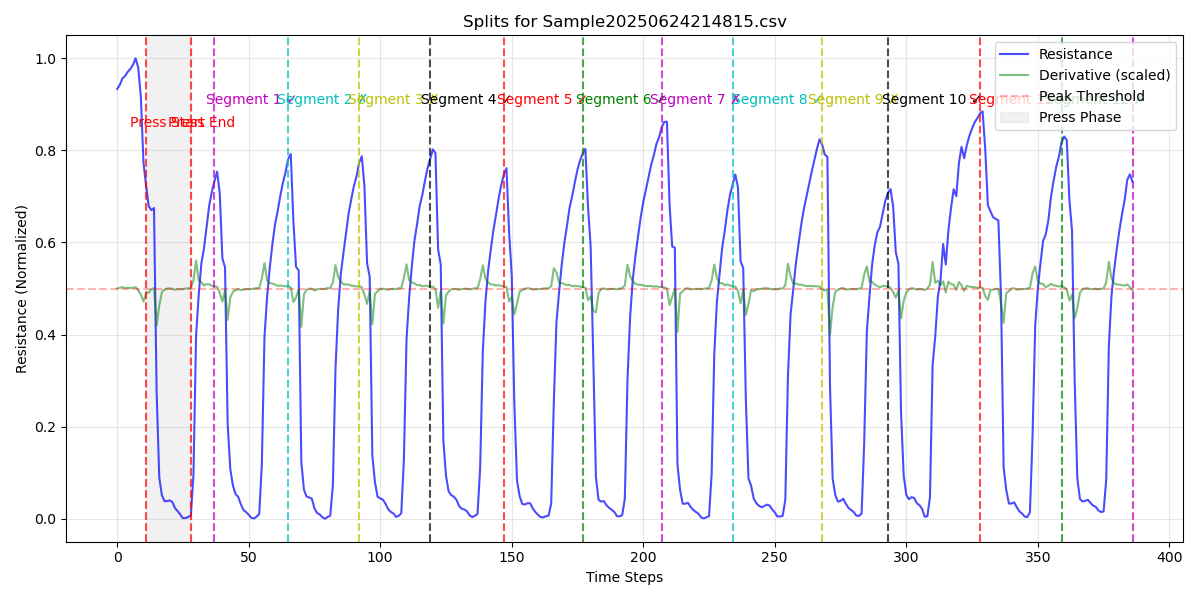 Splits for Sample20250624214815.csv
Resistance (Normalized)
1.0
0.8
0.6
0.4
0.2
0.0
Resistance
Derivative (scaled)
Peak Threshold
Press Phase
Segment 1 ✓
Segment 2 ✗
Segment 3 ✗
Segment 4 ✓
Segment 5 ✓
Segment 6 ✓
Segment 7 ✗
Segment 8 ✓
Segment 9 ✗
Segment 10 ✓
Press Start
Press End
0 50 100 150 200 250 300 350 400
Time Steps